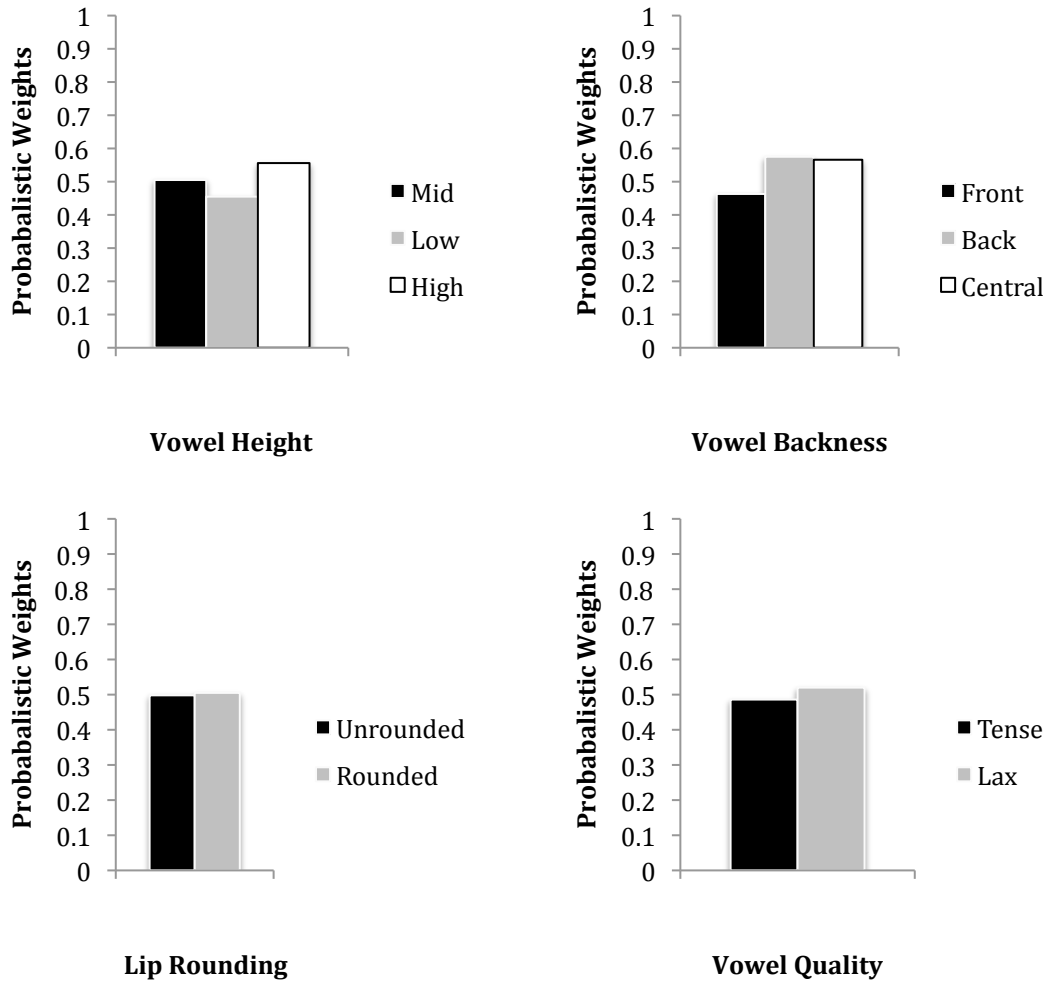 Probabalistic Weights
1
0.9
0.8
0.7
0.6
0.5
0.4
0.3
0.2
0.1
0
Mid
Low
High
Vowel Height
Probabalistic Weights
1
0.9
0.8
0.7
0.6
0.5
0.4
0.3
0.2
0.1
0
Front
Back
Central
Vowel Backness
Probabalistic Weights
1
0.9
0.8
0.7
0.6
0.5
0.4
0.3
0.2
0.1
0
Unrounded
Rounded
Lip Rounding
Probabalistic Weights
1
0.9
0.8
0.7
0.6
0.5
0.4
0.3
0.2
0.1
0
Tense
Lax
Vowel Quality